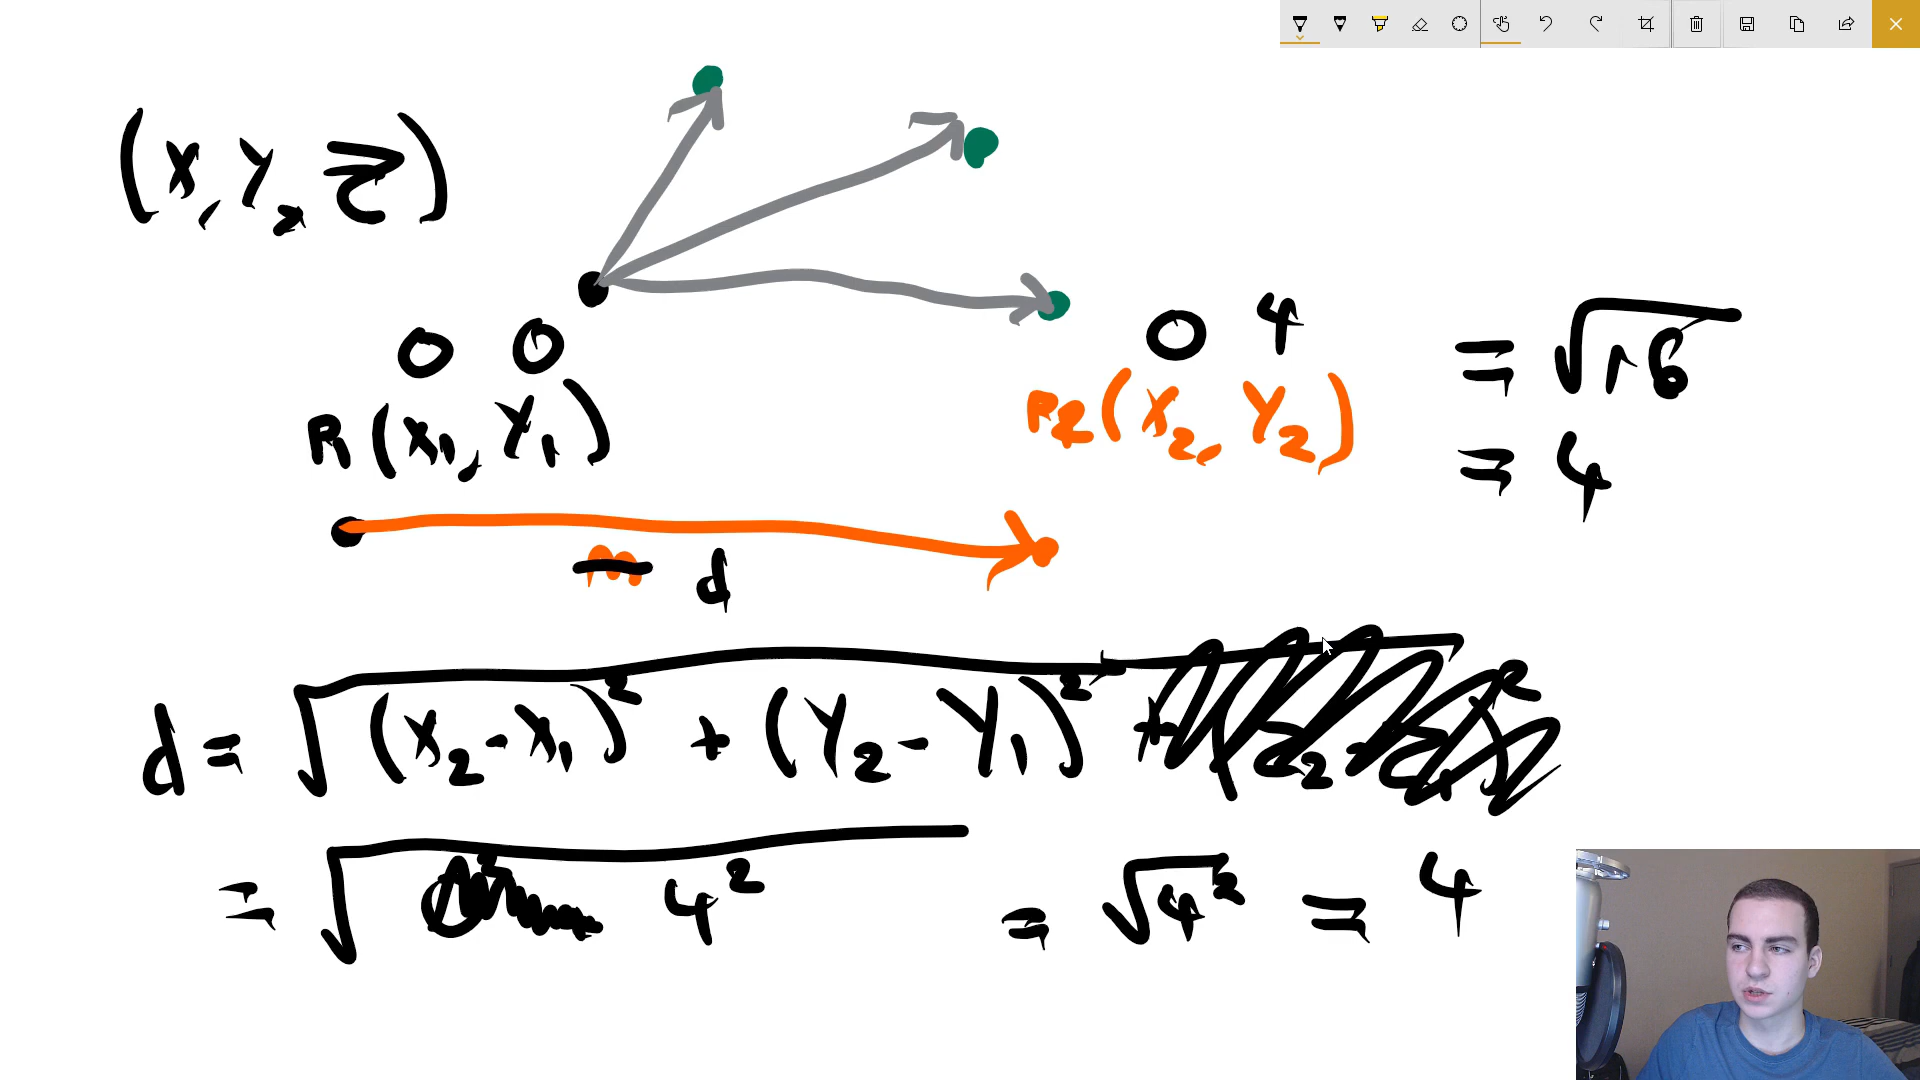 (x, y, z)
0 0
0 4
= √16
R(x₁, y₁)
R2(x₂, y₂)
= 4
m d
d = √(x₂-x₁)² + (y₂-y₁)²
= √ 4² = √4² = 4